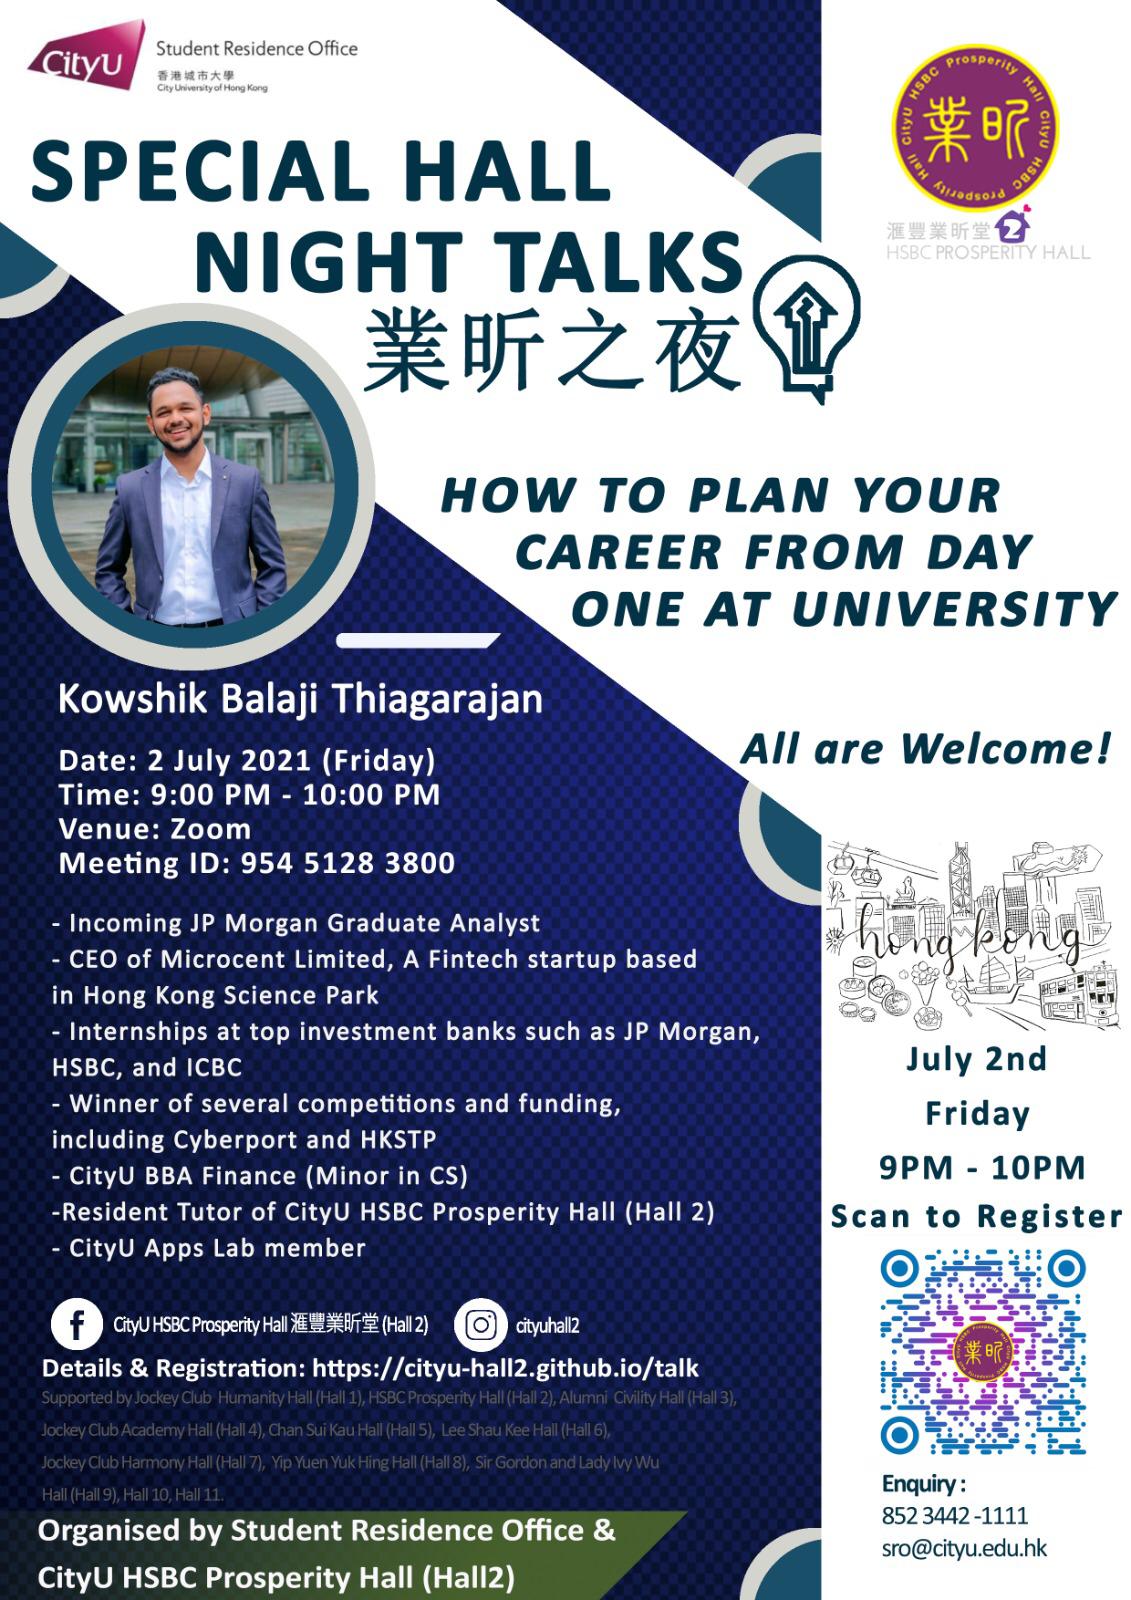 CityU
Student Residence Office
香港城市大學
City University of Hong Kong
CityU HSBC Prosperity Hall CityU HSBC Prosperity Hall
業昕
滙豐業昕堂 2
HSBC PROSPERITY HALL
SPECIAL HALL
NIGHT TALKS
業昕之夜
HOW TO PLAN YOUR
CAREER FROM DAY
ONE AT UNIVERSITY
Kowshik Balaji Thiagarajan
Date: 2 July 2021 (Friday)
Time: 9:00 PM - 10:00 PM
Venue: Zoom
Meeting ID: 954 5128 3800
All are Welcome!
- Incoming JP Morgan Graduate Analyst
- CEO of Microcent Limited, A Fintech startup based
in Hong Kong Science Park
- Internships at top investment banks such as JP Morgan,
HSBC, and ICBC
- Winner of several competitions and funding,
including Cyberport and HKSTP
- CityU BBA Finance (Minor in CS)
-Resident Tutor of CityU HSBC Prosperity Hall (Hall 2)
- CityU Apps Lab member
hong kong
July 2nd
Friday
9PM - 10PM
Scan to Register
業昕
CityU HSBC Prosperity Hall 滙豐業昕堂 (Hall 2)
cityuhall2
Details & Registration: https://cityu-hall2.github.io/talk
Supported by Jockey Club Humanity Hall (Hall 1), HSBC Prosperity Hall (Hall 2), Alumni Civility Hall (Hall 3),
Jockey Club Academy Hall (Hall 4), Chan Sui Kau Hall (Hall 5), Lee Shau Kee Hall (Hall 6),
Jockey Club Harmony Hall (Hall 7), Yip Yuen Yuk Hing Hall (Hall 8), Sir Gordon and Lady Ivy Wu
Hall (Hall 9), Hall 10, Hall 11.
Organised by Student Residence Office &
CityU HSBC Prosperity Hall (Hall2)
Enquiry :
852 3442 -1111
sro@cityu.edu.hk